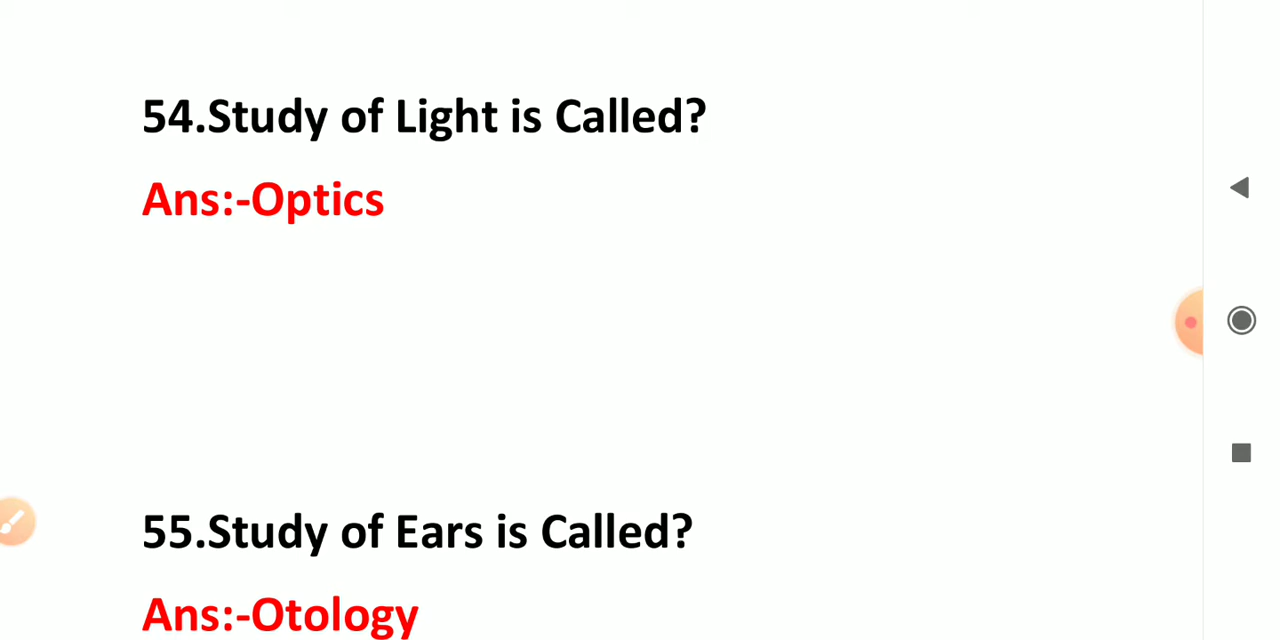 54.Study of Light is Called?
Ans:-Optics
55.Study of Ears is Called?
Ans:-Otology